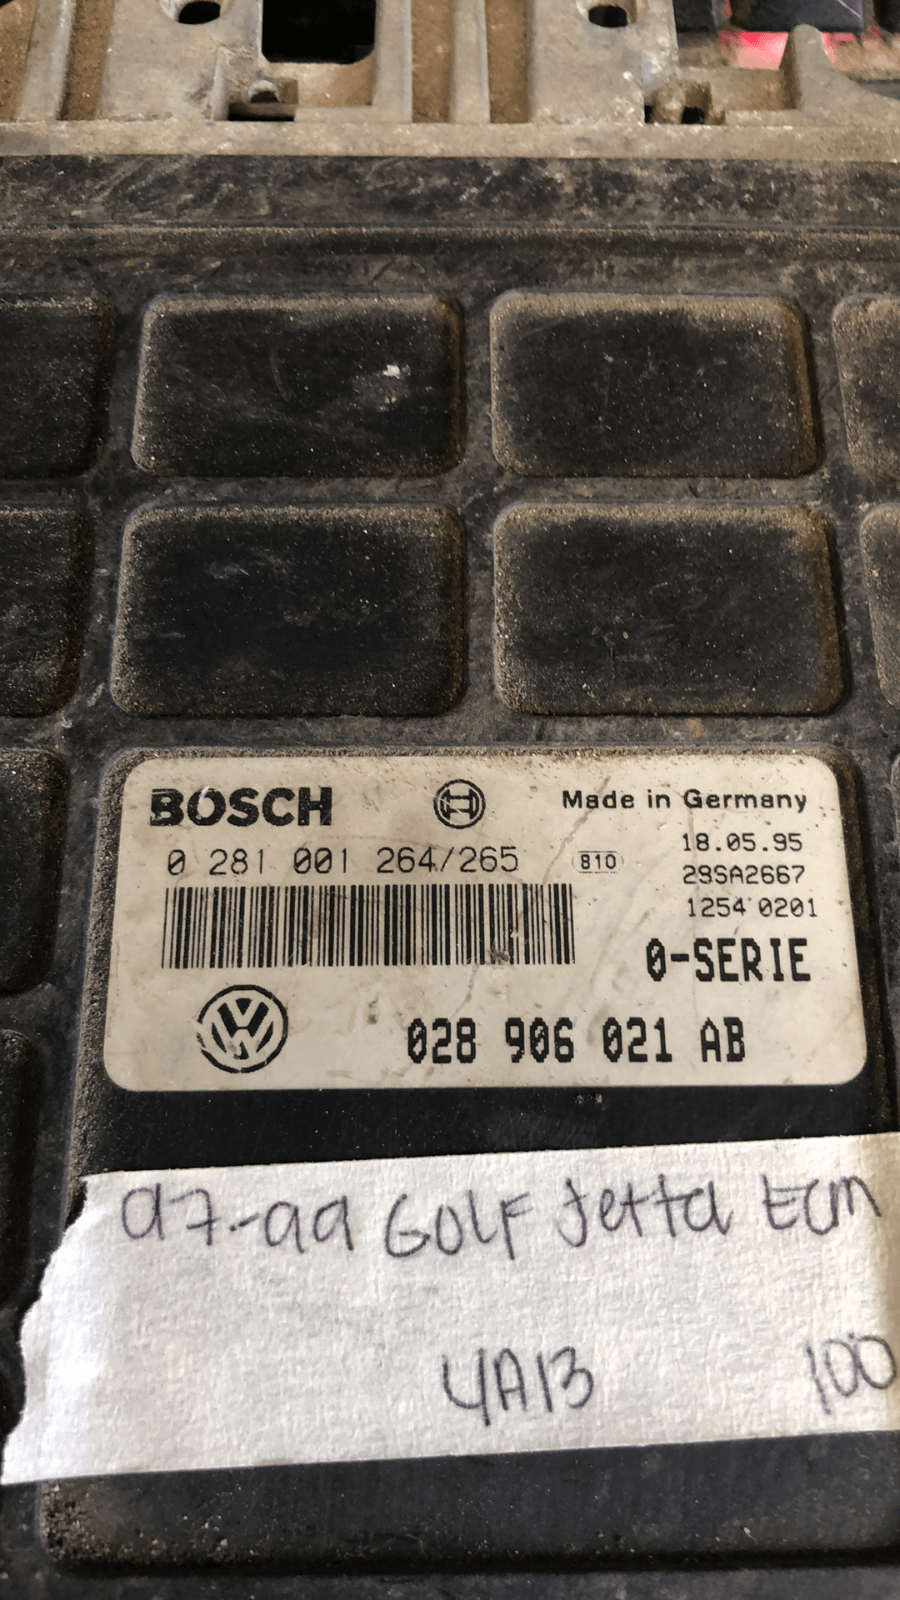 BOSCH
Made in Germany
0 281 001 264/265
810
18.05.95
29SA2667
1254 0201
0-SERIE
028 906 021 AB
97-99 GOLF Jetta ECM
4A13
100